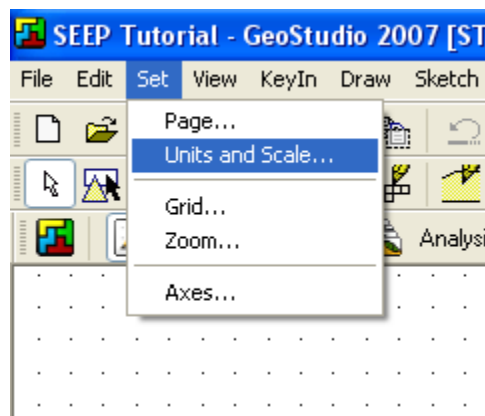 SEEP Tutorial - GeoStudio 2007 [ST
File Edit Set View KeyIn Draw Sketch
Page...
Units and Scale...
Grid...
Zoom...
Axes...
Analysi